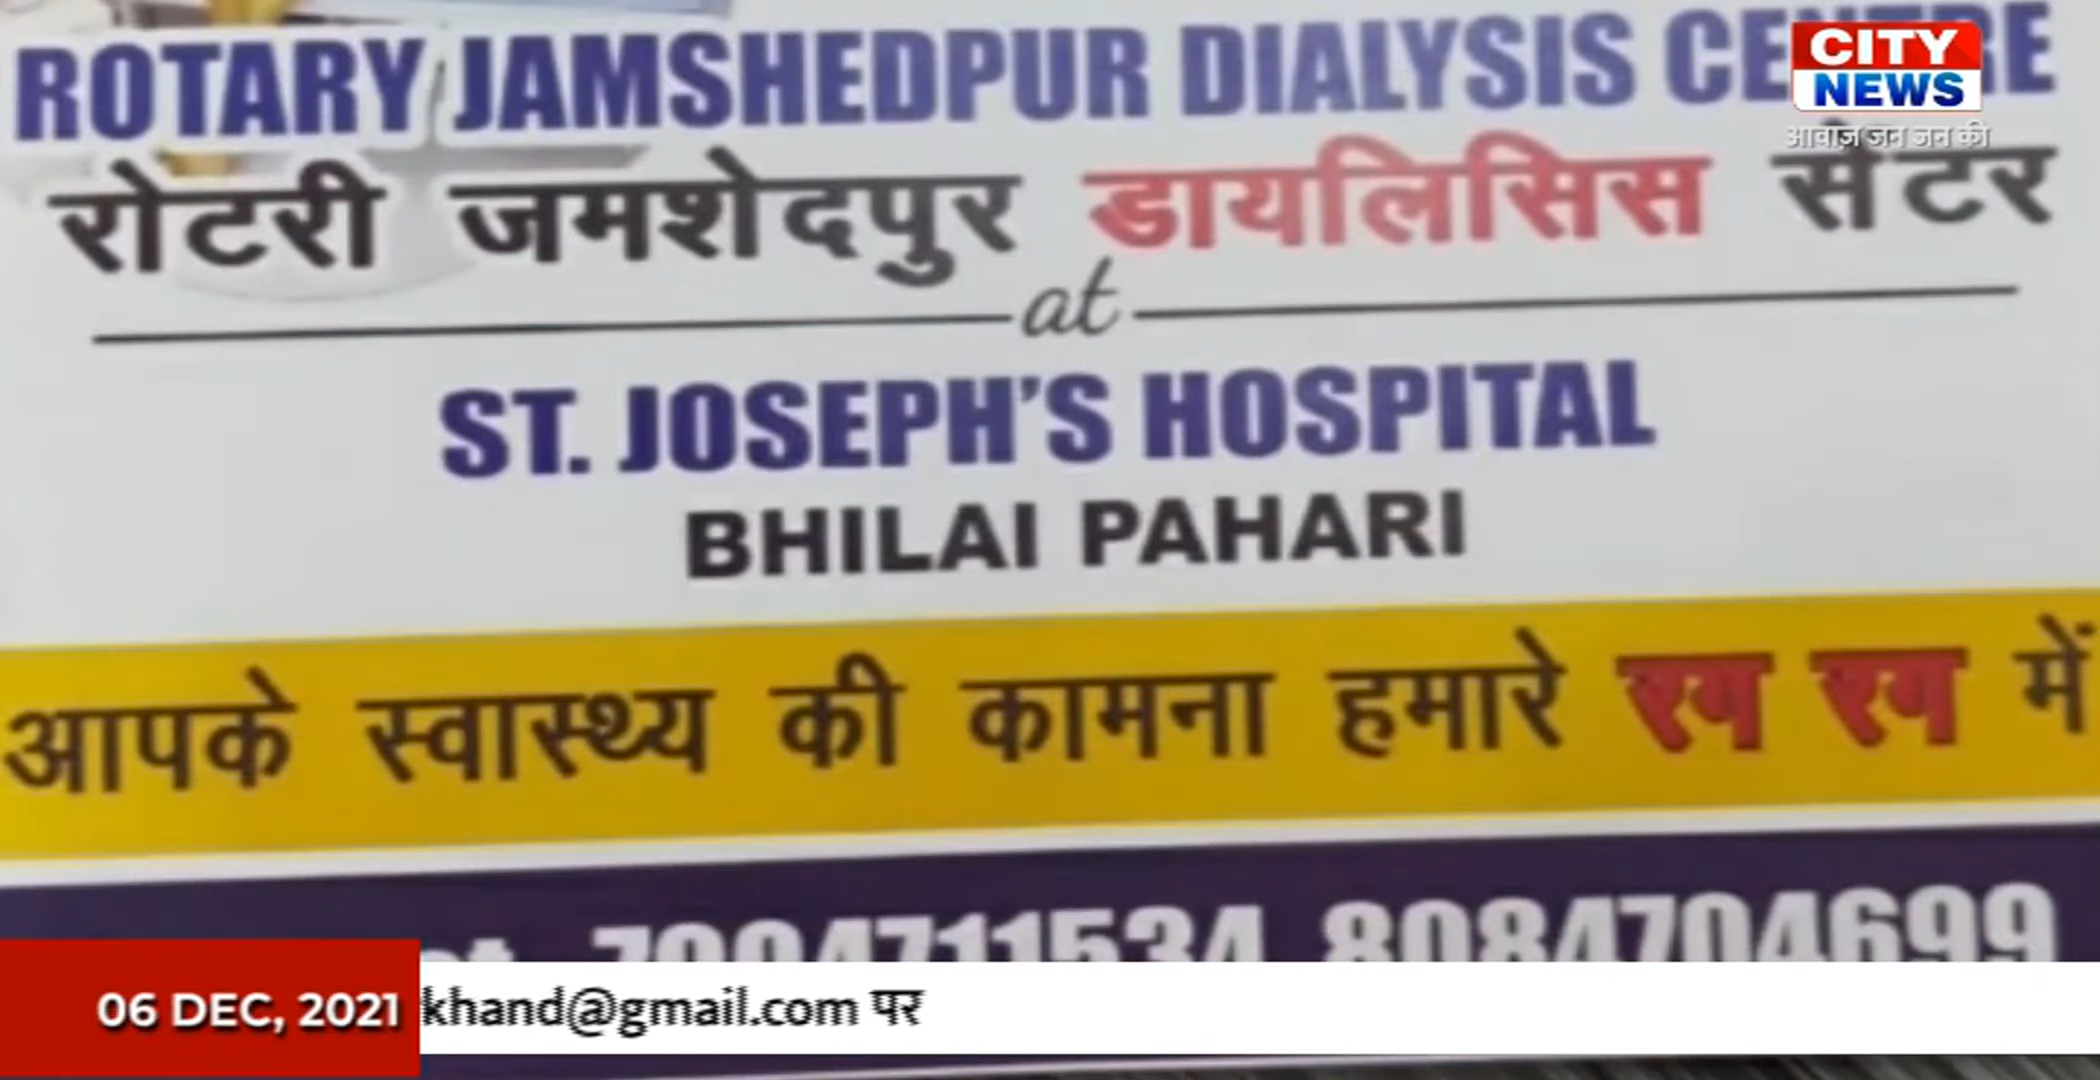 ROTARY JAMSHEDPUR DIALYSIS CENTRE
CITY
NEWS
आवाज़ जन जन की
रोटरी जमशेदपुर डायलिसिस सेंटर
at
ST. JOSEPH'S HOSPITAL
BHILAI PAHARI
आपके स्वास्थ्य की कामना हमारे रग रग में
8084704699
06 DEC, 2021
khand@gmail.com पर